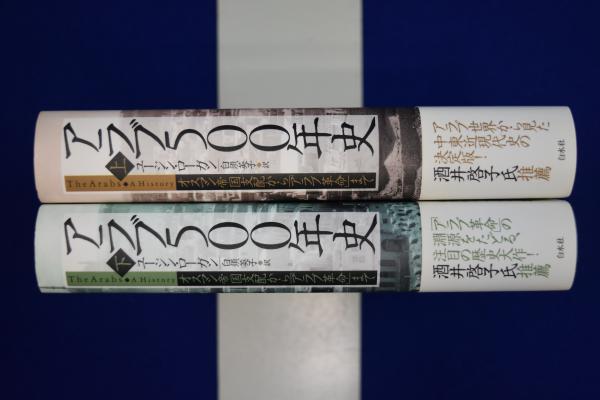 アラブ500年史
上
ユージン・ローガン
白須英子・訳
The Arabs・A History
オスマン帝国支配から「アラブ革命」まで
アラブ世界から見た
中東近現代史の
決定版！
酒井啓子氏推薦
白水社
アラブ500年史
下
ユージン・ローガン
白須英子・訳
The Arabs・A History
オスマン帝国支配から「アラブ革命」まで
「アラブ革命」の
淵源をたどる、
注目の歴史大作！
酒井啓子氏推薦
白水社